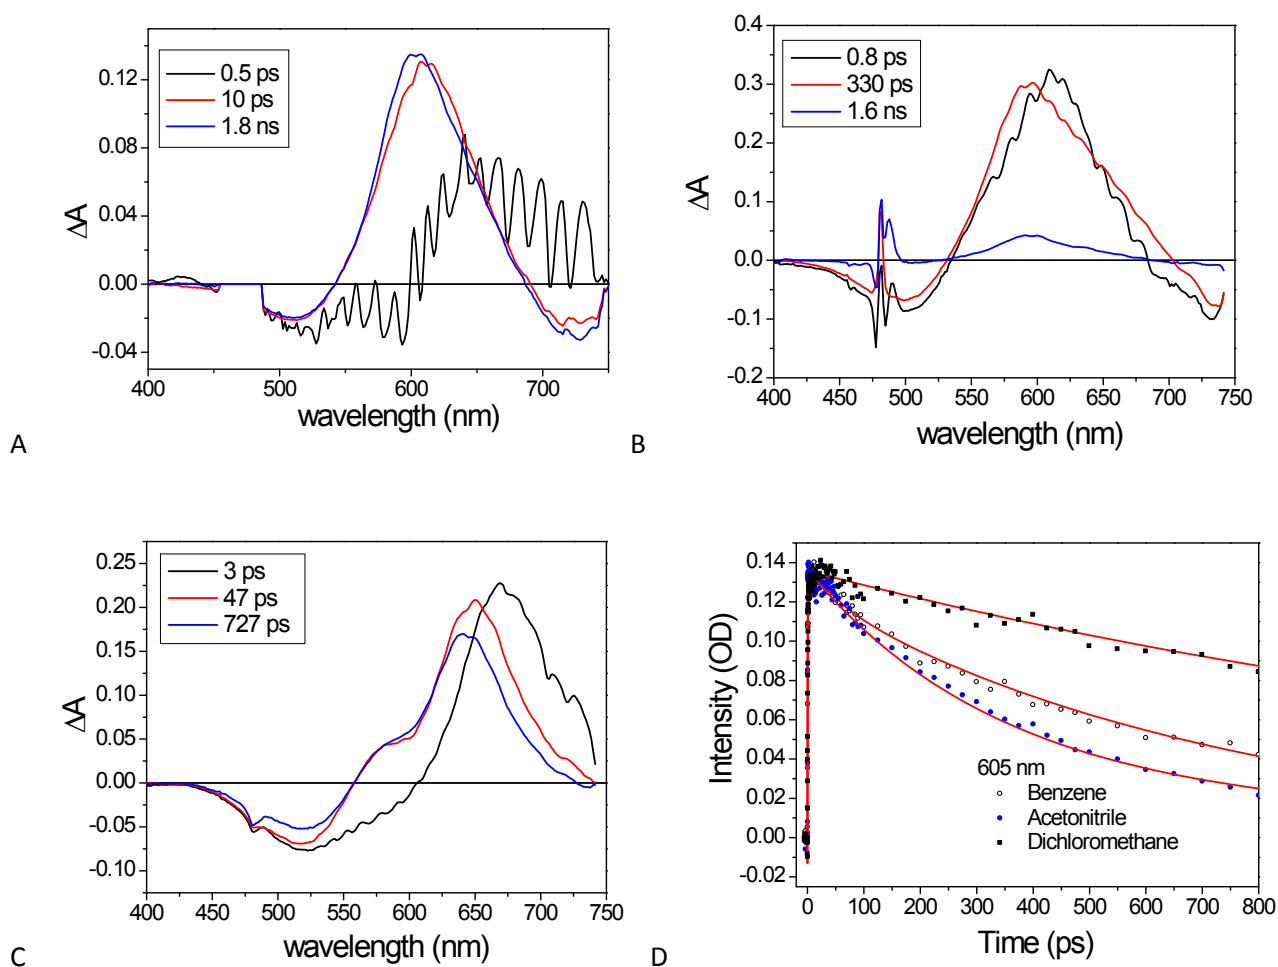 0.5 ps
10 ps
1.8 ns
0.12
0.08
0.04
0.00
-0.04
ΔA
400
500
600
700
wavelength (nm)
A
0.8 ps
330 ps
1.6 ns
0.4
0.3
0.2
0.1
0.0
-0.1
-0.2
ΔA
400
450
500
550
600
650
700
750
wavelength (nm)
B
3 ps
47 ps
727 ps
0.25
0.20
0.15
0.10
0.05
0.00
-0.05
-0.10
ΔA
400
450
500
550
600
650
700
750
wavelength (nm)
C
0.14
0.12
0.10
0.08
0.06
0.04
0.02
0.00
-0.02
Intensity (OD)
605 nm
Benzene
Acetonitrile
Dichloromethane
0
100
200
300
400
500
600
700
800
Time (ps)
D